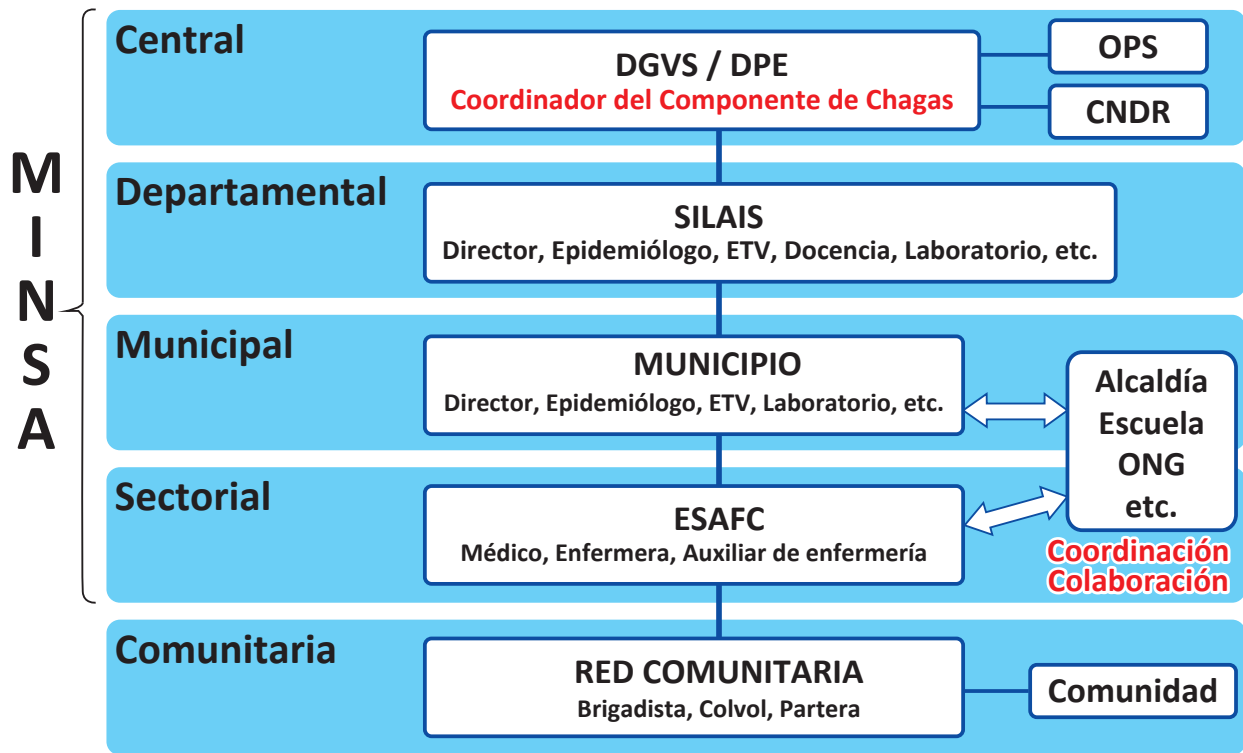 MINSA
Central
DGVS / DPE
Coordinador del Componente de Chagas
OPS
CNDR
Departamental
SILAIS
Director, Epidemiólogo, ETV, Docencia, Laboratorio, etc.
Municipal
MUNICIPIO
Director, Epidemiólogo, ETV, Laboratorio, etc.
Alcaldía
Escuela
ONG
etc.
Coordinación
Colaboración
Sectorial
ESAFC
Médico, Enfermera, Auxiliar de enfermería
Comunitaria
RED COMUNITARIA
Brigadista, Colvol, Partera
Comunidad